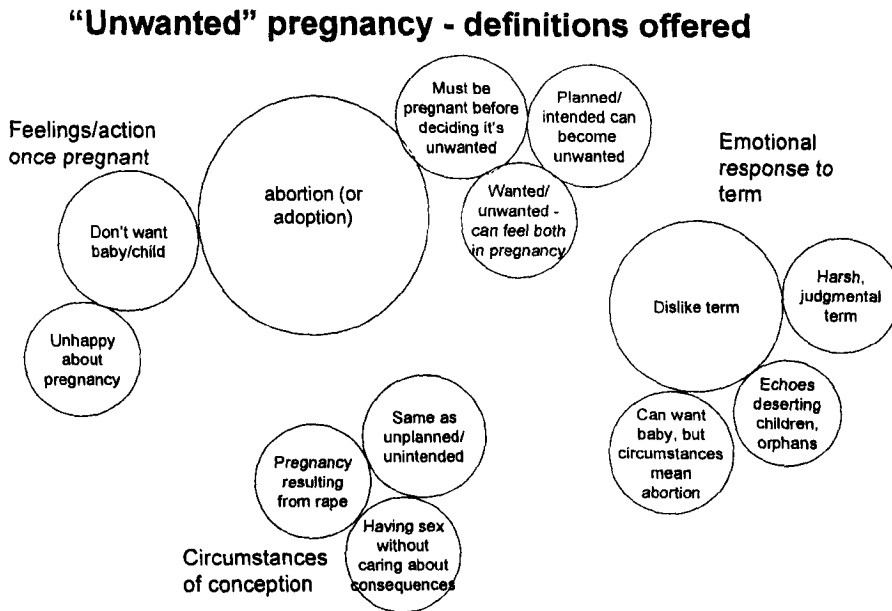 “Unwanted” pregnancy - definitions offered
Feelings/action
once pregnant
Don't want
baby/child
Unhappy
about
pregnancy
abortion (or
adoption)
Must be
pregnant before
deciding it's
unwanted
Planned/
intended can
become
unwanted
Wanted/
unwanted -
can feel both
in pregnancy
Emotional
response to
term
Dislike term
Harsh,
judgmental
term
Echoes
deserting
children,
orphans
Can want
baby, but
circumstances
mean
abortion
Same as
unplanned/
unintended
Pregnancy
resulting
from rape
Having sex
without
caring about
consequences
Circumstances
of conception